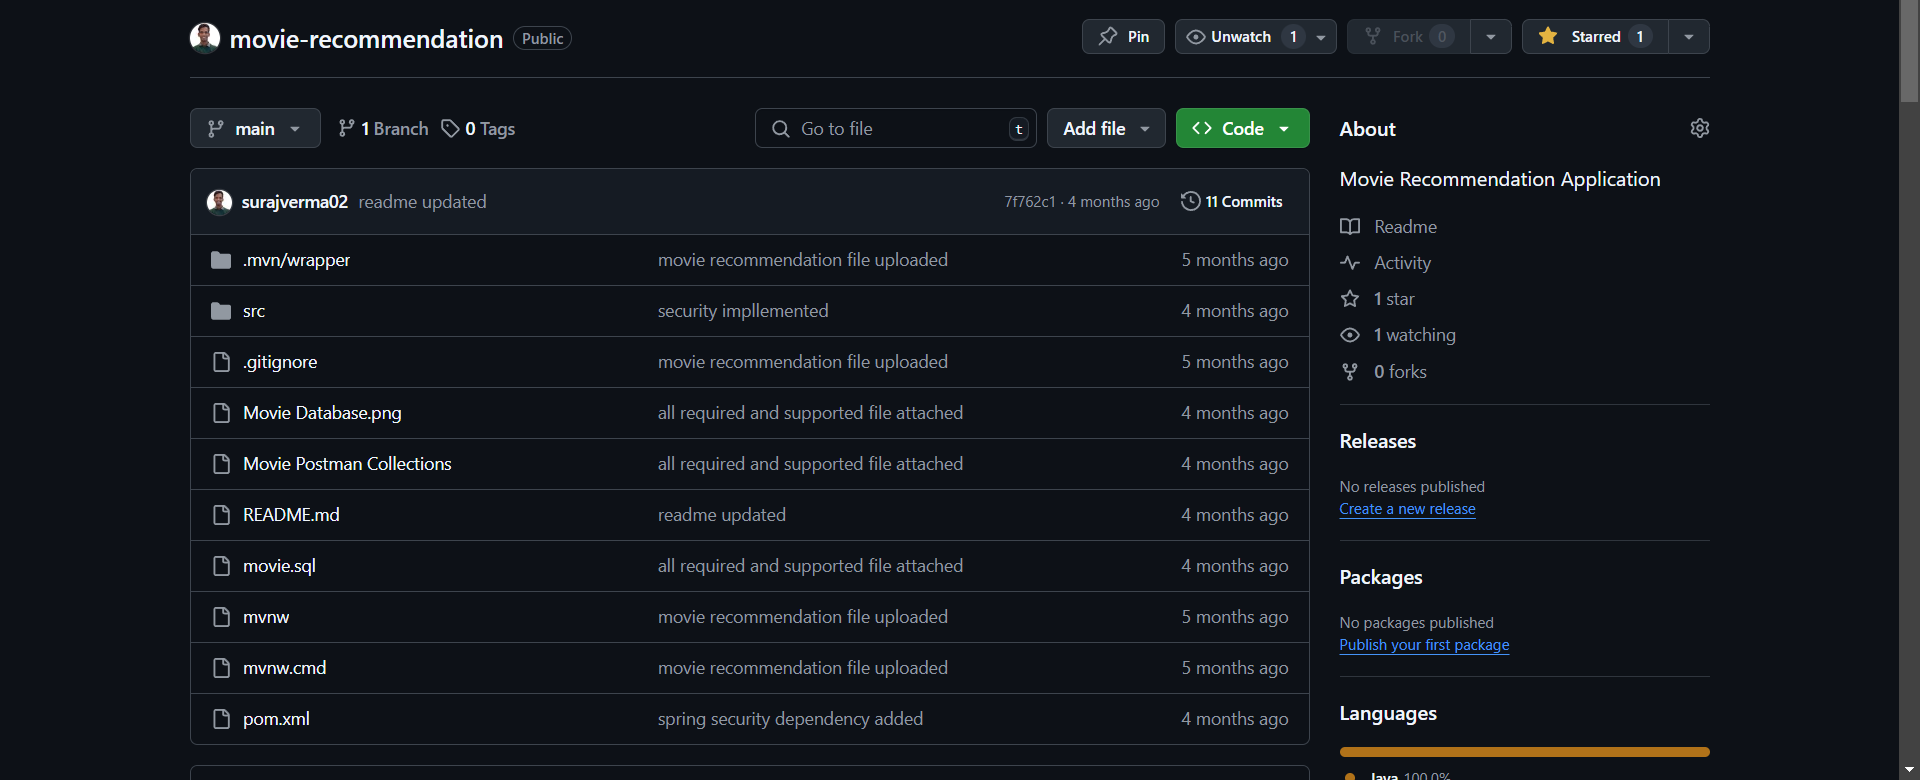 movie-recommendation Public Pin Unwatch 1 Fork 0 Starred 1
main 1 Branch 0 Tags Go to file t Add file Code
surajverma02 readme updated 7f762c1 · 4 months ago 11 Commits
.mvn/wrapper movie recommendation file uploaded 5 months ago
src security impllemented 4 months ago
.gitignore movie recommendation file uploaded 5 months ago
Movie Database.png all required and supported file attached 4 months ago
Movie Postman Collections all required and supported file attached 4 months ago
README.md readme updated 4 months ago
movie.sql all required and supported file attached 4 months ago
mvnw movie recommendation file uploaded 5 months ago
mvnw.cmd movie recommendation file uploaded 5 months ago
pom.xml spring security dependency added 4 months ago
About
Movie Recommendation Application
Readme
Activity
1 star
1 watching
0 forks
Releases
No releases published
Create a new release
Packages
No packages published
Publish your first package
Languages
Java 100.0%